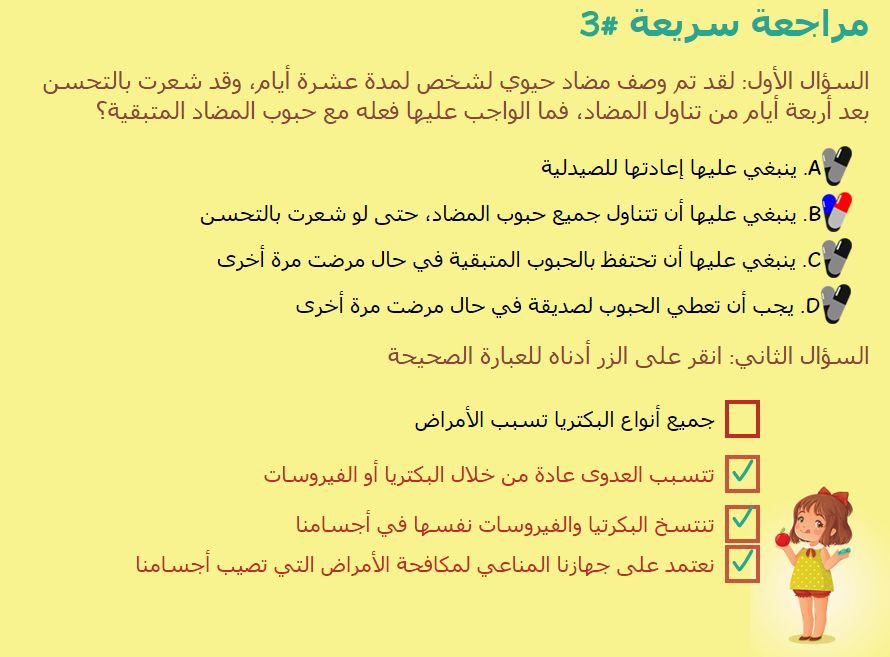 مراجعة سريعة #3
السؤال الأول: لقد تم وصف مضاد حيوي لشخص لمدة عشرة أيام، وقد شعرت بالتحسن
بعد أربعة أيام من تناول المضاد، فما الواجب عليها فعله مع حبوب المضاد المتبقية؟
A. ينبغي عليها إعادتها للصيدلية
B. ينبغي عليها أن تتناول جميع حبوب المضاد، حتى لو شعرت بالتحسن
C. ينبغي عليها أن تحتفظ بالحبوب المتبقية في حال مرضت مرة أخرى
D. يجب أن تعطي الحبوب لصديقة في حال مرضت مرة أخرى
السؤال الثاني: انقر على الزر أدناه للعبارة الصحيحة
جميع أنواع البكتريا تسبب الأمراض
تتسبب العدوى عادة من خلال البكتريا أو الفيروسات
تنتسخ البكرتيا والفيروسات نفسها في أجسامنا
نعتمد على جهازنا المناعي لمكافحة الأمراض التي تصيب أجسامنا